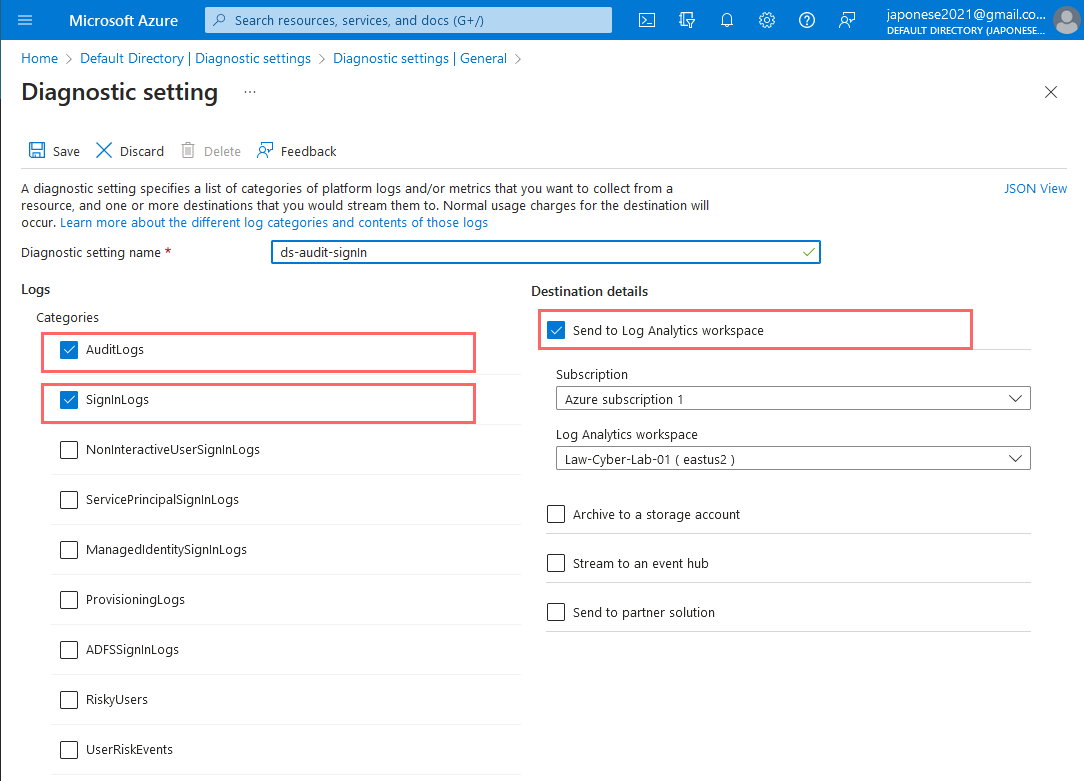 Microsoft Azure
Search resources, services, and docs (G+/)
japonese2021@gmail.co...
DEFAULT DIRECTORY (JAPONESE...
Home > Default Directory | Diagnostic settings > Diagnostic settings | General >
Diagnostic setting ...
Save
Discard
Delete
Feedback
A diagnostic setting specifies a list of categories of platform logs and/or metrics that you want to collect from a
resource, and one or more destinations that you would stream them to. Normal usage charges for the destination will
occur. Learn more about the different log categories and contents of those logs
JSON View
Diagnostic setting name *
ds-audit-signIn
Logs
Categories
AuditLogs
SignInLogs
NonInteractiveUserSignInLogs
ServicePrincipalSignInLogs
ManagedIdentitySignInLogs
ProvisioningLogs
ADFSSignInLogs
RiskyUsers
UserRiskEvents
Destination details
Send to Log Analytics workspace
Subscription
Azure subscription 1
Log Analytics workspace
Law-Cyber-Lab-01 ( eastus2 )
Archive to a storage account
Stream to an event hub
Send to partner solution